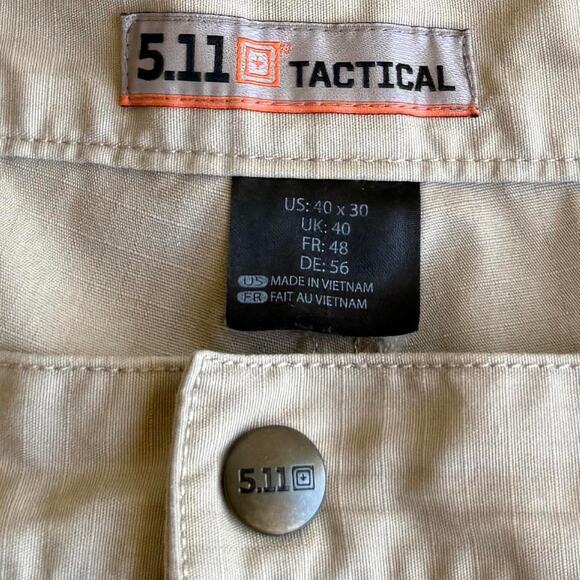 5.11 ® TACTICAL
US: 40 x 30
UK: 40
FR: 48
DE: 56
US MADE IN VIETNAM
FR FAIT AU VIETNAM
5.11